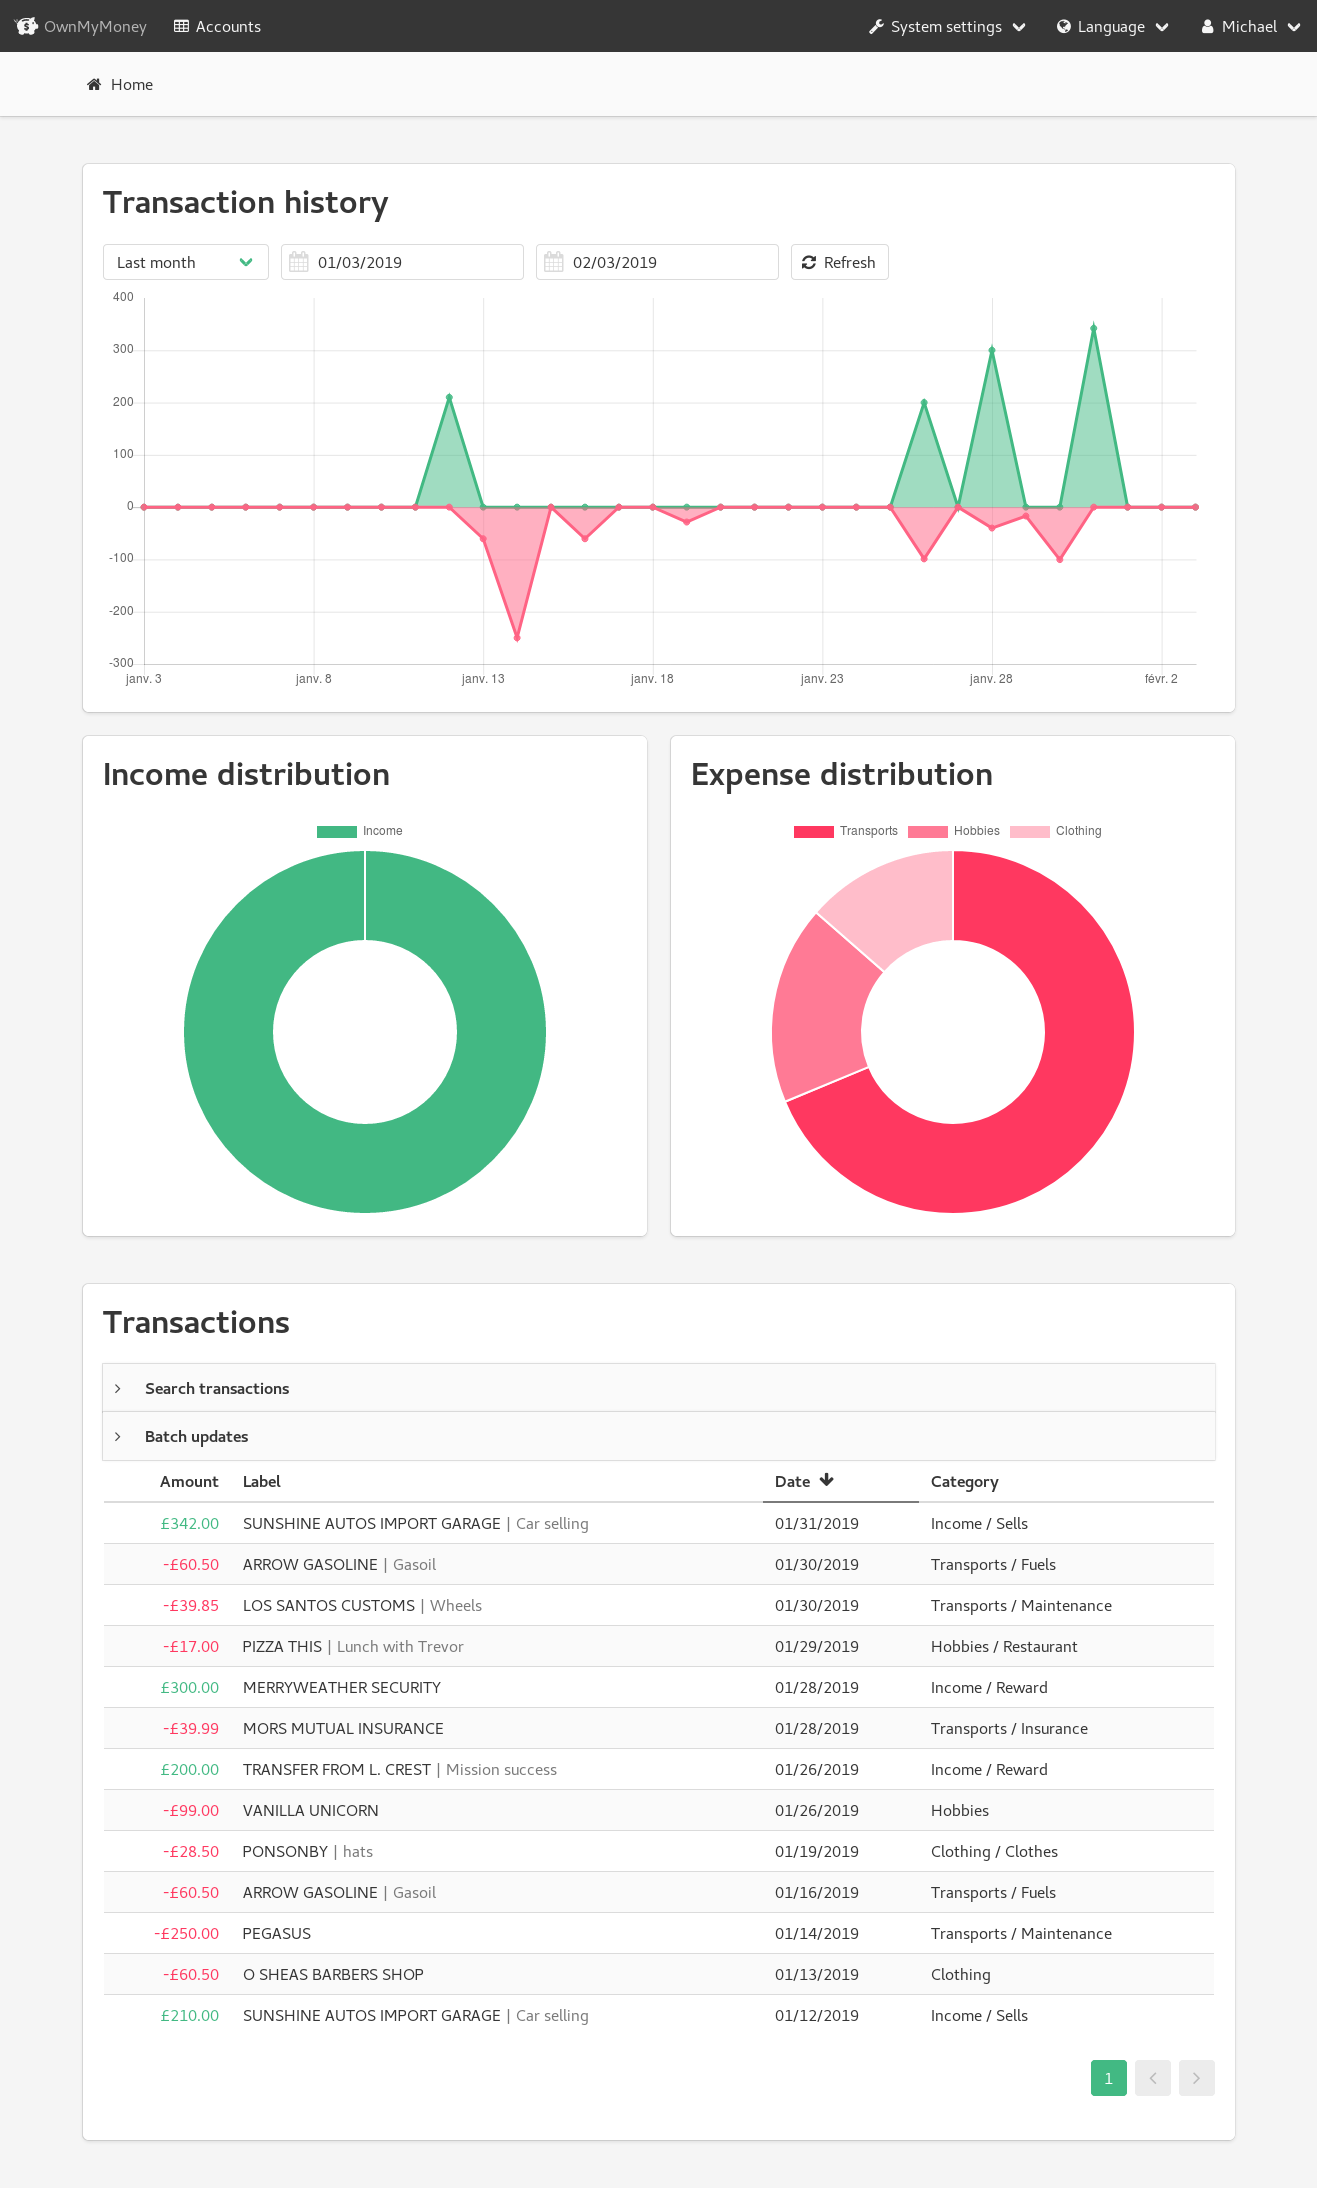 OwnMyMoney Accounts System settings Language Michael
Home
Transaction history
Last month 01/03/2019 02/03/2019 Refresh
400
300
200
100
0
-100
-200
-300
janv. 3 janv. 8 janv. 13 janv. 18 janv. 23 janv. 28 févr. 2
Income distribution
Income
Expense distribution
Transports Hobbies Clothing
Transactions
Search transactions
Batch updates
Amount Label Date Category
£342.00 SUNSHINE AUTOS IMPORT GARAGE | Car selling 01/31/2019 Income / Sells
-£60.50 ARROW GASOLINE | Gasoil 01/30/2019 Transports / Fuels
-£39.85 LOS SANTOS CUSTOMS | Wheels 01/30/2019 Transports / Maintenance
-£17.00 PIZZA THIS | Lunch with Trevor 01/29/2019 Hobbies / Restaurant
£300.00 MERRYWEATHER SECURITY 01/28/2019 Income / Reward
-£39.99 MORS MUTUAL INSURANCE 01/28/2019 Transports / Insurance
£200.00 TRANSFER FROM L. CREST | Mission success 01/26/2019 Income / Reward
-£99.00 VANILLA UNICORN 01/26/2019 Hobbies
-£28.50 PONSONBY | hats 01/19/2019 Clothing / Clothes
-£60.50 ARROW GASOLINE | Gasoil 01/16/2019 Transports / Fuels
-£250.00 PEGASUS 01/14/2019 Transports / Maintenance
-£60.50 O SHEAS BARBERS SHOP 01/13/2019 Clothing
£210.00 SUNSHINE AUTOS IMPORT GARAGE | Car selling 01/12/2019 Income / Sells
1